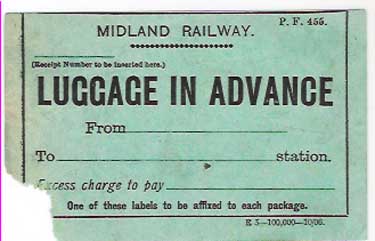 P. F. 455.
MIDLAND RAILWAY.
(Receipt Number to be inserted here.)
LUGGAGE IN ADVANCE
From
To station.
Excess charge to pay
One of these labels to be affixed to each package.
E 5—100,000—10/06.